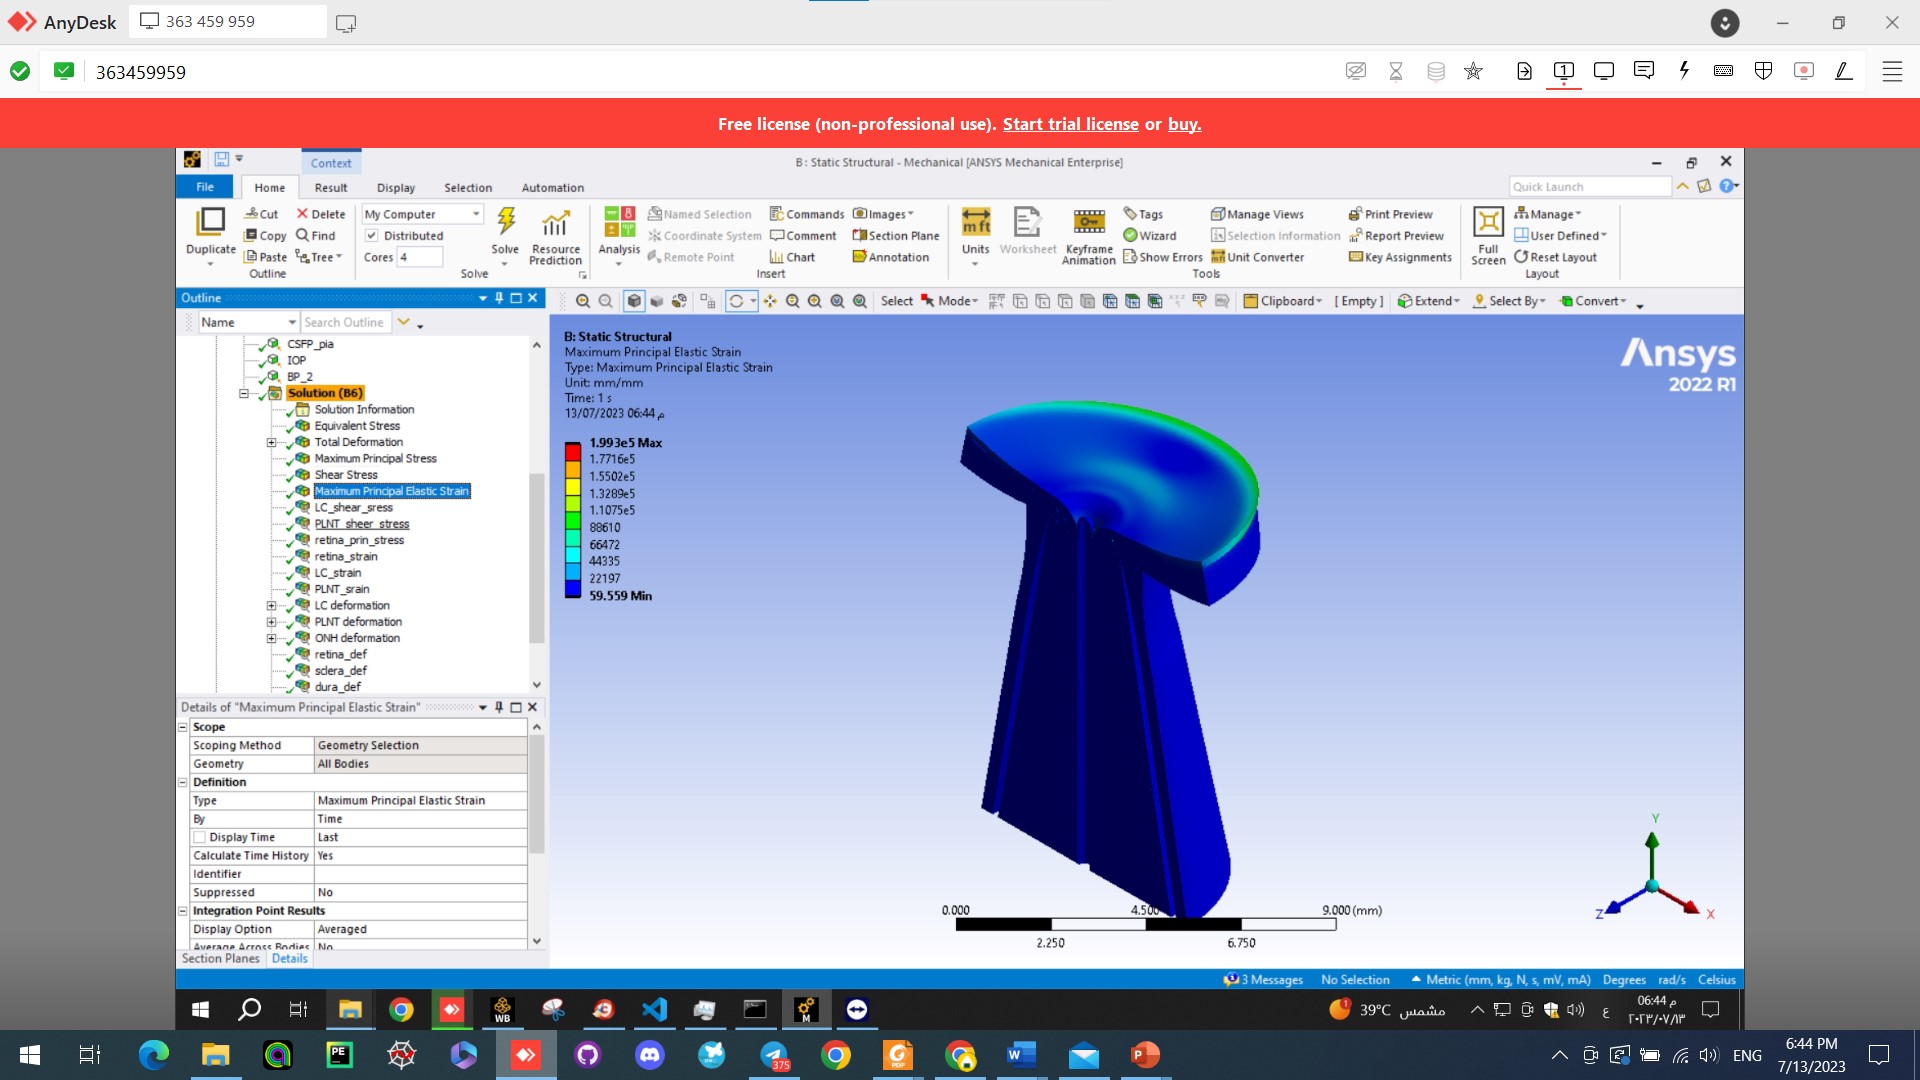 AnyDesk
363 459 959
363459959
Free license (non-professional use). Start trial license or buy.
Context
B : Static Structural - Mechanical [ANSYS Mechanical Enterprise]
File Home Result Display Selection Automation
Quick Launch
Duplicate
Cut
Copy
Paste
Delete
Find
Tree
Outline
My Computer
Distributed
Cores 4
Solve
Resource Prediction
Solve
Analysis
Named Selection
Coordinate System
Remote Point
Commands
Comment
Chart
Images
Section Plane
Annotation
Insert
Units
Worksheet
Keyframe Animation
Tags
Wizard
Show Errors
Manage Views
Selection Information
Unit Converter
Print Preview
Report Preview
Key Assignments
Tools
Full Screen
Manage
User Defined
Reset Layout
Layout
Outline
Select Mode Clipboard [ Empty ] Extend Select By Convert
Name Search Outline
CSFP_pia
IOP
BP_2
Solution (B6)
Solution Information
Equivalent Stress
Total Deformation
Maximum Principal Stress
Shear Stress
Maximum Principal Elastic Strain
LC_shear_sress
PLNT_sheer_stress
retina_prin_stress
retina_strain
LC_strain
PLNT_srain
LC deformation
PLNT deformation
ONH deformation
retina_def
sclera_def
dura_def
Details of "Maximum Principal Elastic Strain"
Scope
Scoping Method Geometry Selection
Geometry All Bodies
Definition
Type Maximum Principal Elastic Strain
By Time
Display Time Last
Calculate Time History Yes
Identifier
Suppressed No
Integration Point Results
Display Option Averaged
Average Across Bodies No
Section Planes Details
B: Static Structural
Maximum Principal Elastic Strain
Type: Maximum Principal Elastic Strain
Unit: mm/mm
Time: 1 s
13/07/2023 06:44 م
1.993e5 Max
1.7716e5
1.5502e5
1.3289e5
1.1075e5
88610
66472
44335
22197
59.559 Min
Ansys
2022 R1
Y
Z
X
0.000 4.500 9.000 (mm)
2.250 6.750
3 Messages No Selection Metric (mm, kg, N, s, mV, mA) Degrees rad/s Celsius
WB
M
1
39°C مشمس
ع
06:44 م
٢٠٢٣/٠٧/١٣
PE
375
PDF
W
P
ENG
6:44 PM
7/13/2023